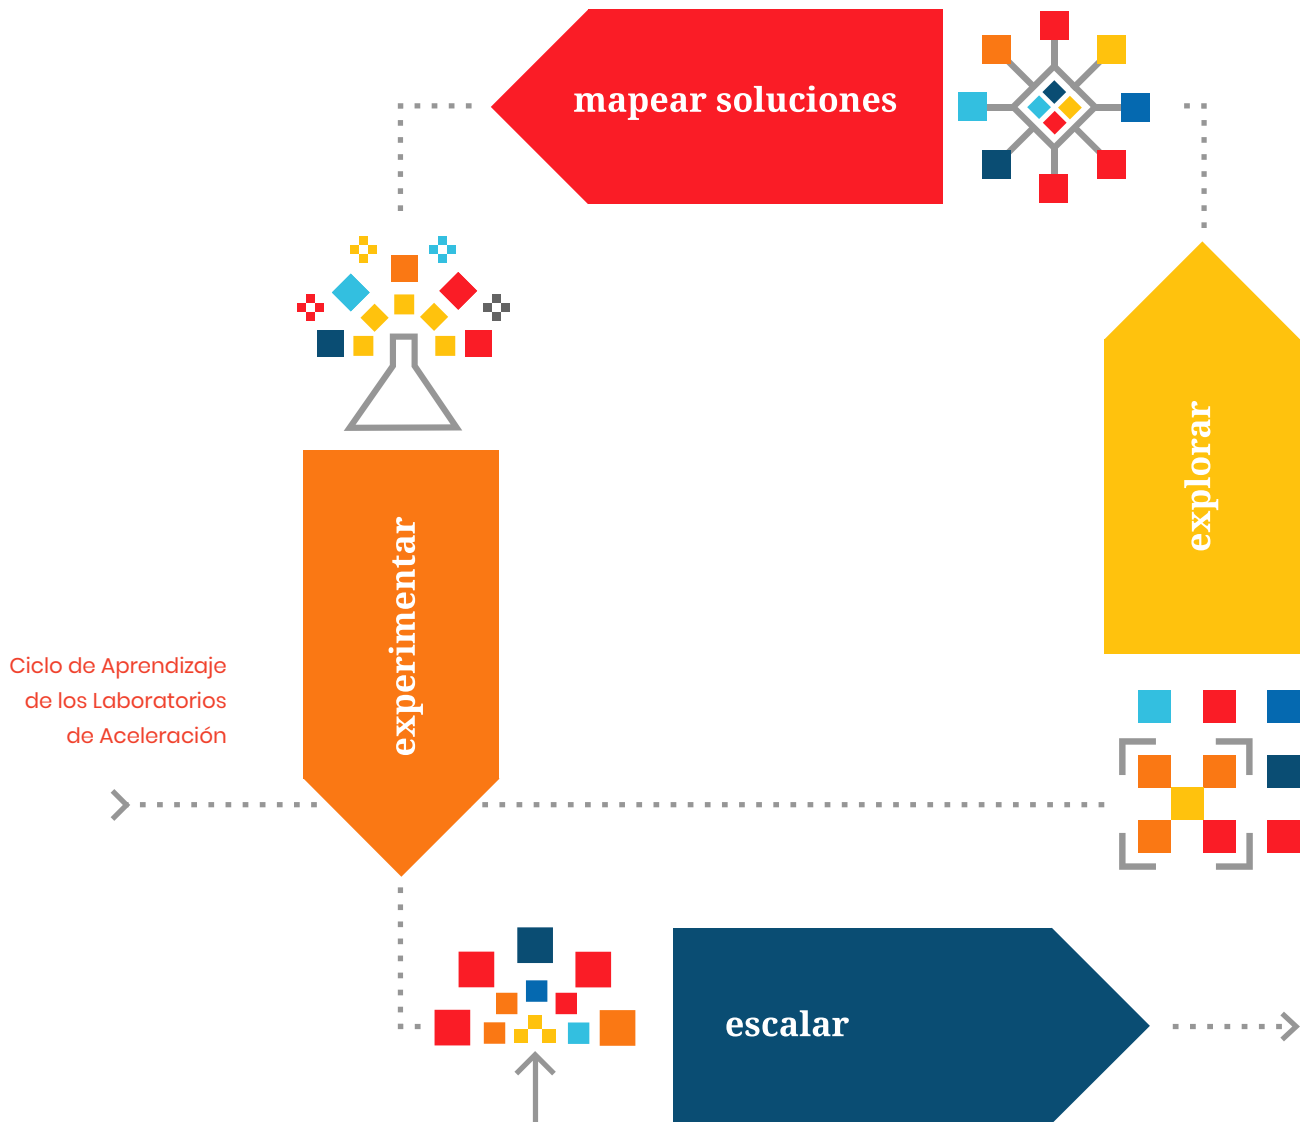 mapear soluciones
explorar
experimentar
Ciclo de Aprendizaje
de los Laboratorios
de Aceleración
escalar